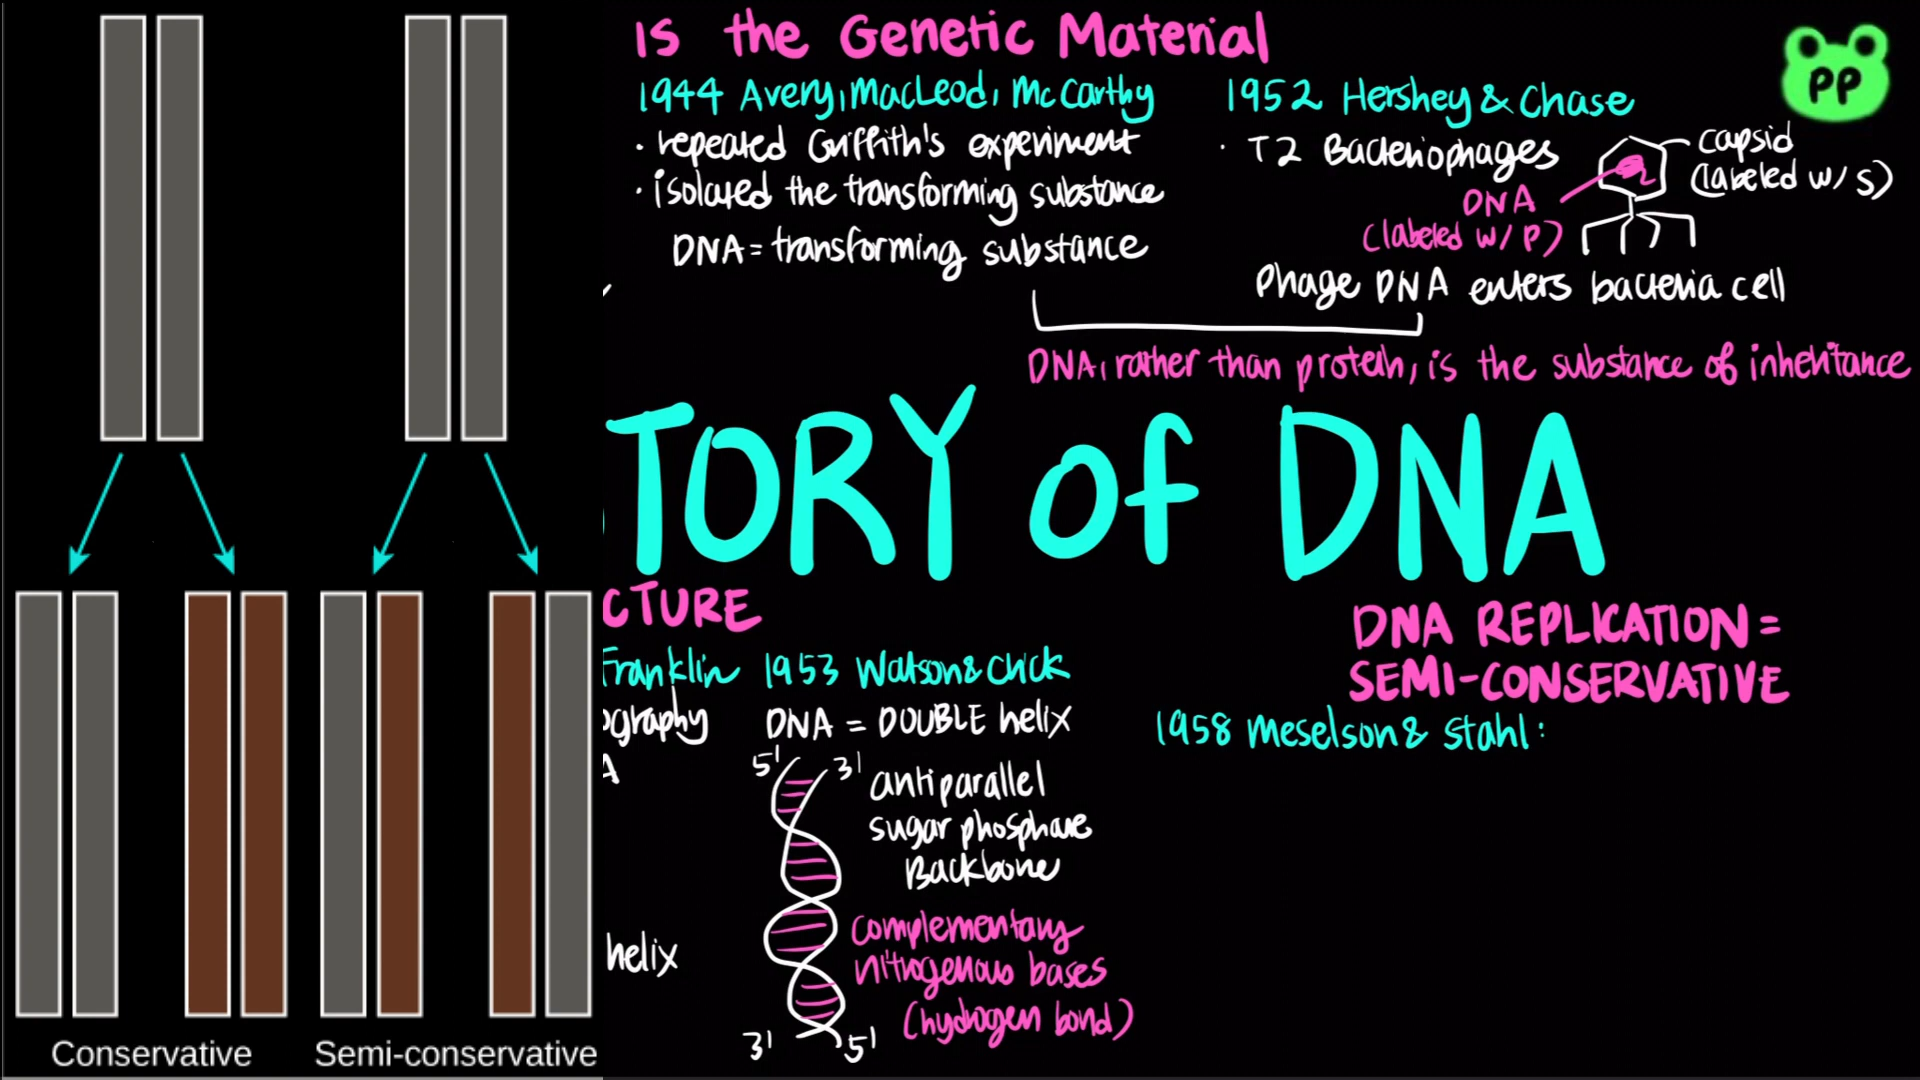 IS the Genetic Material
1944 Avery, MacLeod, McCarthy
• repeated Griffith's experiment
• isolated the transforming substance
DNA = transforming substance
1952 Hershey & Chase
PP
• T2 Bacteriophages
capsid
(labeled w/ S)
DNA
(labeled w/ P)
Phage DNA enters bacteria cell
DNA, rather than protein, is the substance of inheritance
TORY of DNA
CTURE
Franklin
ography
A
helix
1953 Watson & Crick
DNA = DOUBLE helix
5' 3'
antiparallel
sugar phosphate
Backbone
complementary
nitrogenous bases
(hydrogen bond)
3' 5'
DNA REPLICATION =
SEMI-CONSERVATIVE
1958 Meselson & Stahl:
Conservative
Semi-conservative